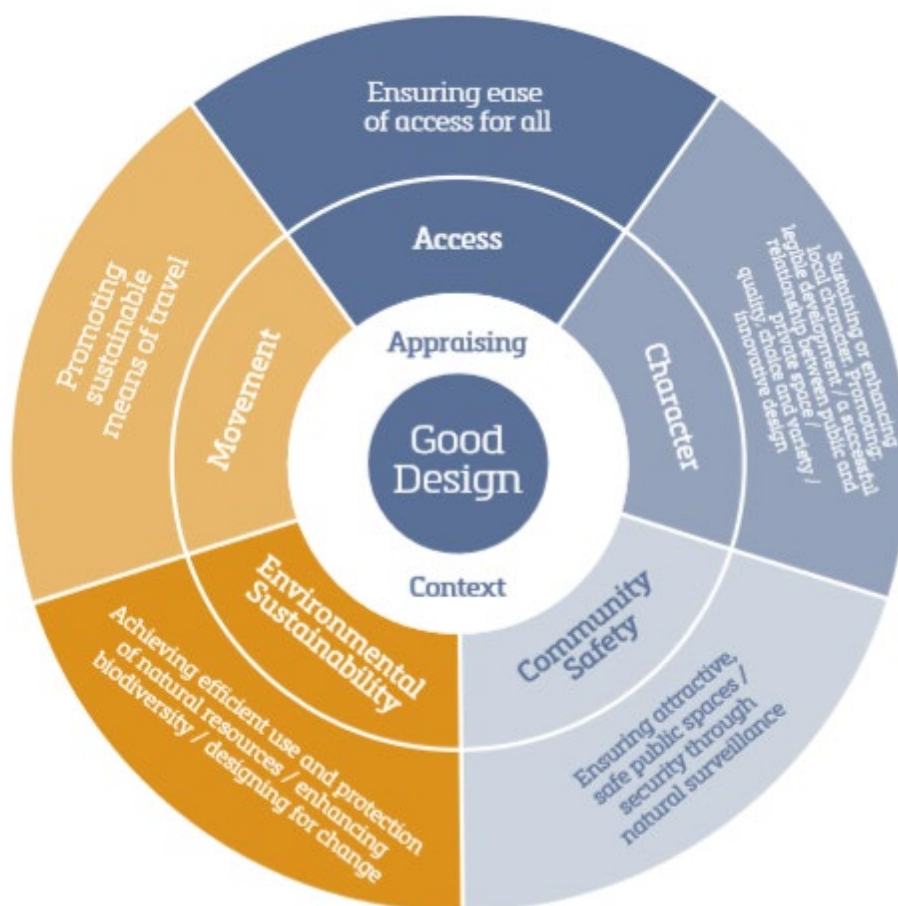 Ensuring ease
of access for all
Access
Sustaining or enhancing
local character. Promoting:
legible development / a successful
relationship between public and
private space /
quality, choice and variety /
innovative design
Character
Community
Safety
Ensuring attractive,
safe public spaces /
security through
natural surveillance
Environmental
Sustainability
Achieving efficient use and protection
of natural resources / enhancing
biodiversity / designing for change
Movement
Promoting
sustainable
means of travel
Appraising
Good
Design
Context